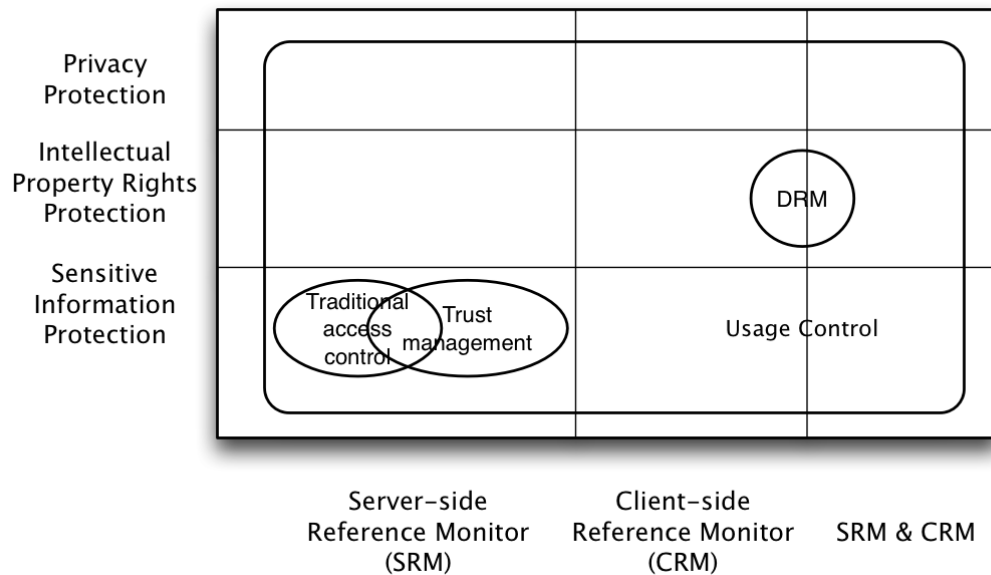 Privacy
Protection
Intellectual
Property Rights
Protection
DRM
Sensitive
Information
Protection
Traditional
access
control
Trust
management
Usage Control
Server-side
Reference Monitor
(SRM)
Client-side
Reference Monitor
(CRM)
SRM & CRM